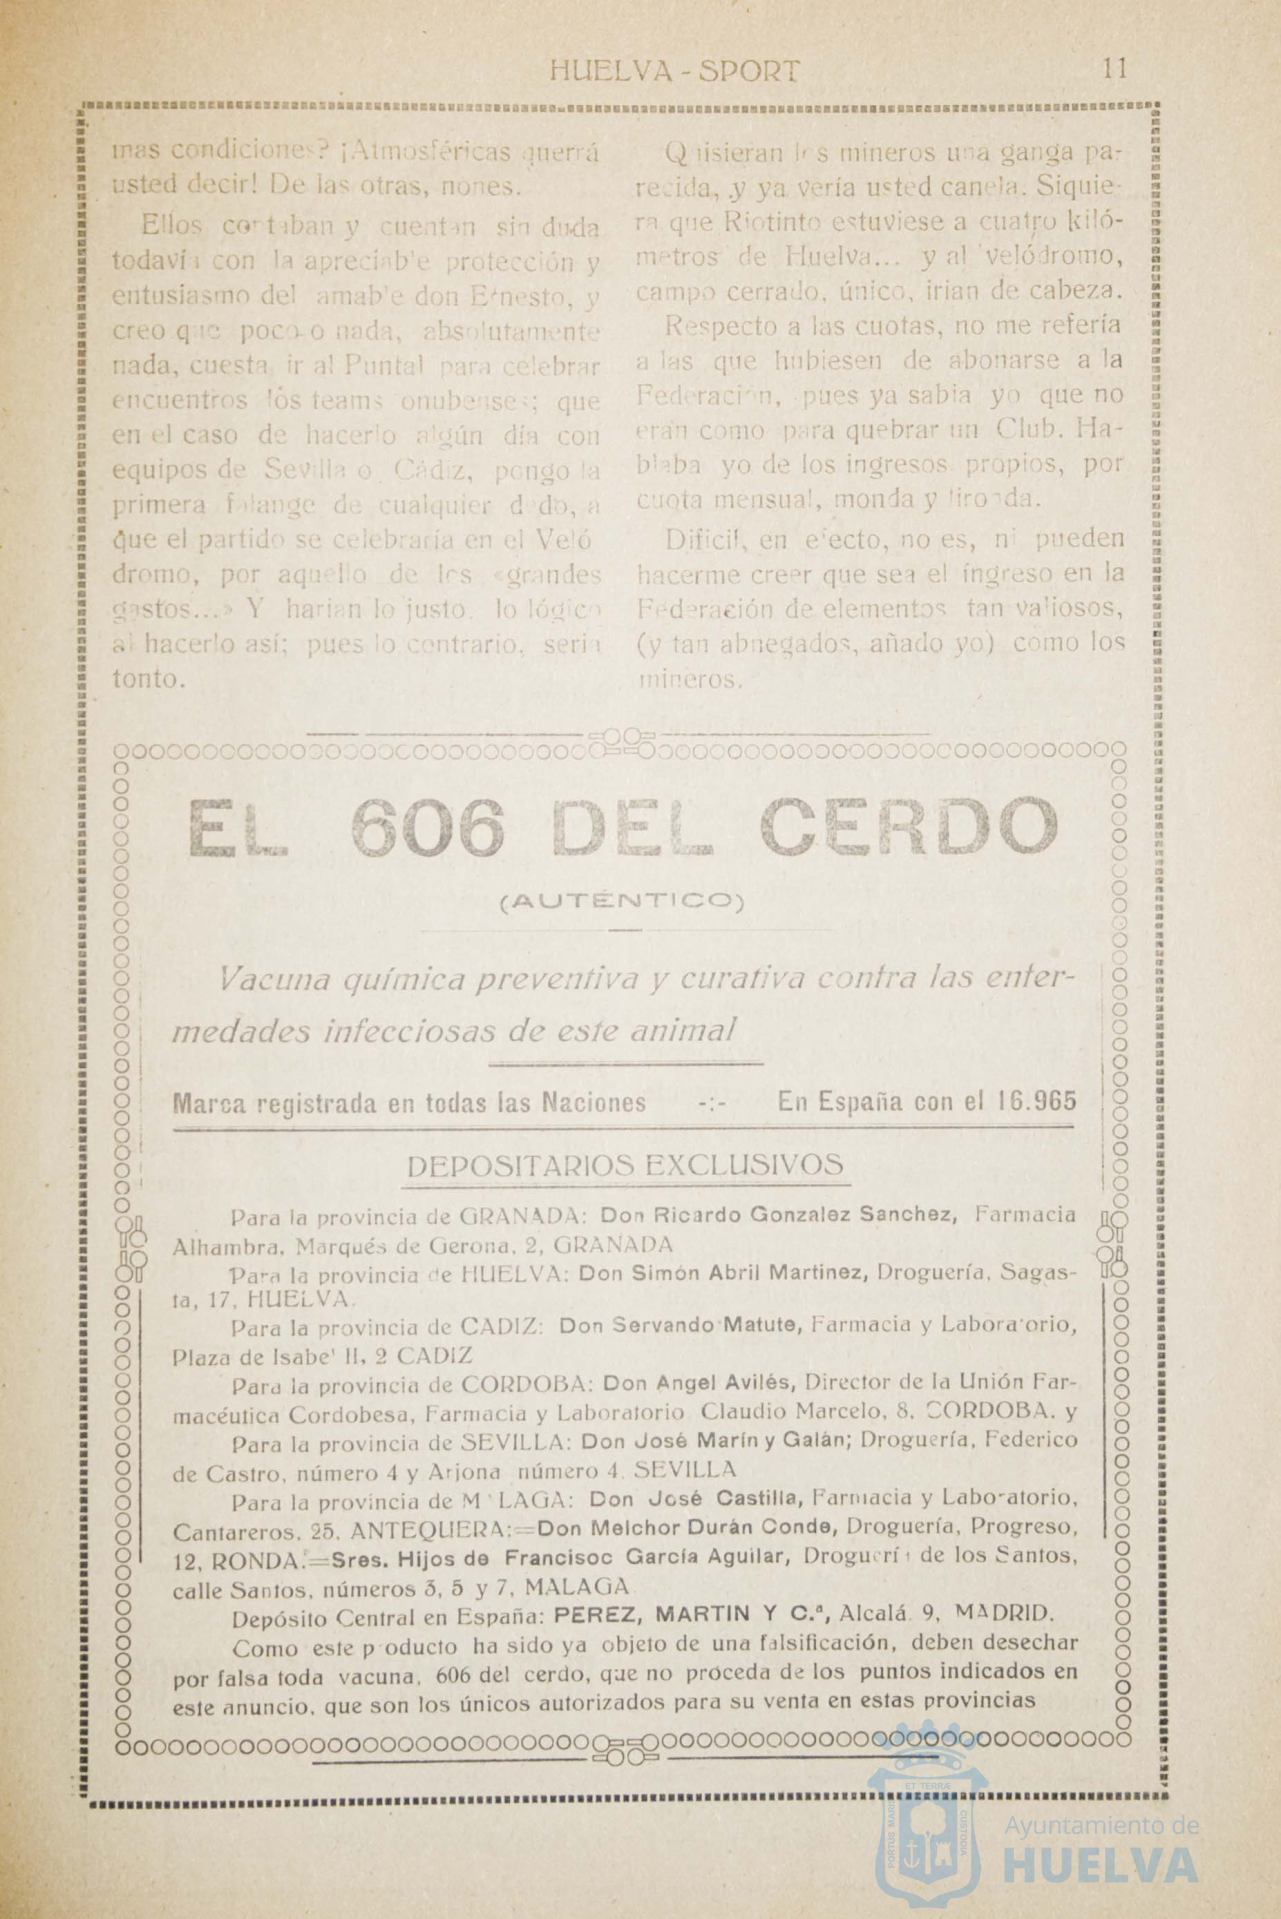 HUELVA - SPORT 11
mas condiciones? ¡Atmosféricas querrá
usted decir! De las otras, nones.
Ellos contaban y cuentan sin duda
todavía con la apreciable protección y
entusiasmo del amable don Ernesto, y
creo que poco o nada, absolutamente
nada, cuesta ir al Puntal para celebrar
encuentros lós teams onubenses; que
en el caso de hacerlo algún día con
equipos de Sevilla o Cádiz, pongo la
primera falange de cualquier dedo, a
que el partido se celebraría en el Veló
dromo, por aquello de los «grandes
gastos...» Y harian lo justo, lo lógico
al hacerlo así; pues lo contrario, seria
tonto.
Quisieran los mineros una ganga pa-
recida, y ya vería usted canela. Siquie-
ra que Riotinto estuviese a cuatro kiló-
metros de Huelva... y al Velódromo,
campo cerrado, único, irian de cabeza.
Respecto a las cuotas, no me refería
a las que hubiesen de abonarse a la
Federación, pues ya sabia yo que no
eran como para quebrar un Club. Ha-
blaba yo de los ingresos propios, por
cuota mensual, monda y lironda.
Dificil, en efecto, no es, ni pueden
hacerme creer que sea el íngreso en la
Federación de elementos tan valiosos,
(y tan abnegados, añado yo) como los
mineros.
EL 606 DEL CERDO
(AUTÉNTICO)
Vacuna química preventiva y curativa contra las enfer-
medades infecciosas de este animal
Marca registrada en todas las Naciones -:- En España con el 16.965
DEPOSITARIOS EXCLUSIVOS
Para la provincia de GRANADA: Don Ricardo Gonzalez Sanchez, Farmacia
Alhambra, Marqués de Gerona, 2, GRANADA
Para la provincia de HUELVA: Don Simón Abril Martinez, Droguería, Sagas-
ta, 17, HUELVA.
Para la provincia de CADIZ: Don Servando Matute, Farmacia y Laboratorio,
Plaza de Isabel II, 2 CADIZ
Para la provincia de CORDOBA: Don Angel Avilés, Director de la Unión Far-
macéutica Cordobesa, Farmacia y Laboratorio Claudio Marcelo, 8, CORDOBA. y
Para la provincia de SEVILLA: Don José Marín y Galán; Droguería, Federico
de Castro, número 4 y Arjona número 4. SEVILLA
Para la provincia de MALAGA: Don José Castilla, Farmacia y Laboratorio,
Cantareros, 25, ANTEQUERA:=Don Melchor Durán Conde, Droguería, Progreso,
12, RONDA.=Sres. Hijos de Francisoc García Aguilar, Droguería de los Santos,
calle Santos, números 3, 5 y 7, MALAGA
Depósito Central en España: PEREZ, MARTIN Y C.ª, Alcalá 9, MADRID.
Como este producto ha sido ya objeto de una falsificación, deben desechar
por falsa toda vacuna, 606 del cerdo, que no proceda de los puntos indicados en
este anuncio, que son los únicos autorizados para su venta en estas provincias
ET TERRÆ
PORTUS MARIS
CUSTODIA
Ayuntamiento de
HUELVA